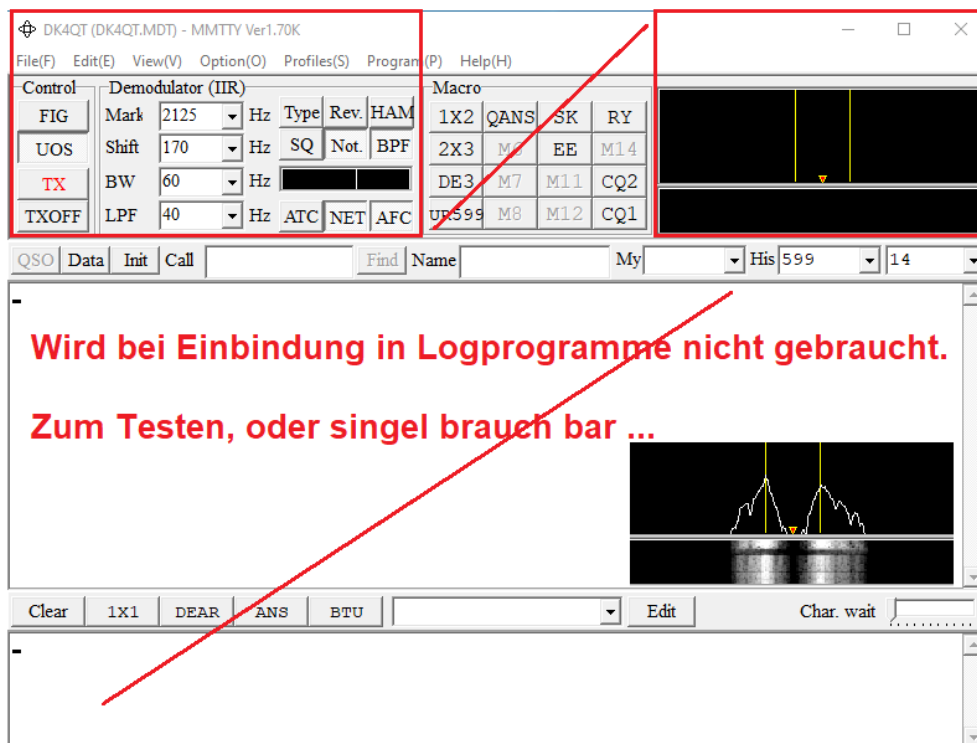 DK4QT (DK4QT.MDT) - MMTTY Ver1.70K
File(F) Edit(E) View(V) Option(O) Profiles(S) Program(P) Help(H)
Control Demodulator (IIR) Macro
FIG Mark 2125 Hz Type Rev. HAM 1X2 QANS SK RY
UOS Shift 170 Hz SQ Not. BPF 2X3 M6 EE M14
TX BW 60 Hz DE3 M7 M11 CQ2
TXOFF LPF 40 Hz ATC NET AFC UR599 M8 M12 CQ1
QSO Data Init Call Find Name My His 599 14
Wird bei Einbindung in Logprogramme nicht gebraucht.
Zum Testen, oder singel brauch bar ...
Clear 1X1 DEAR ANS BTU Edit Char. wait